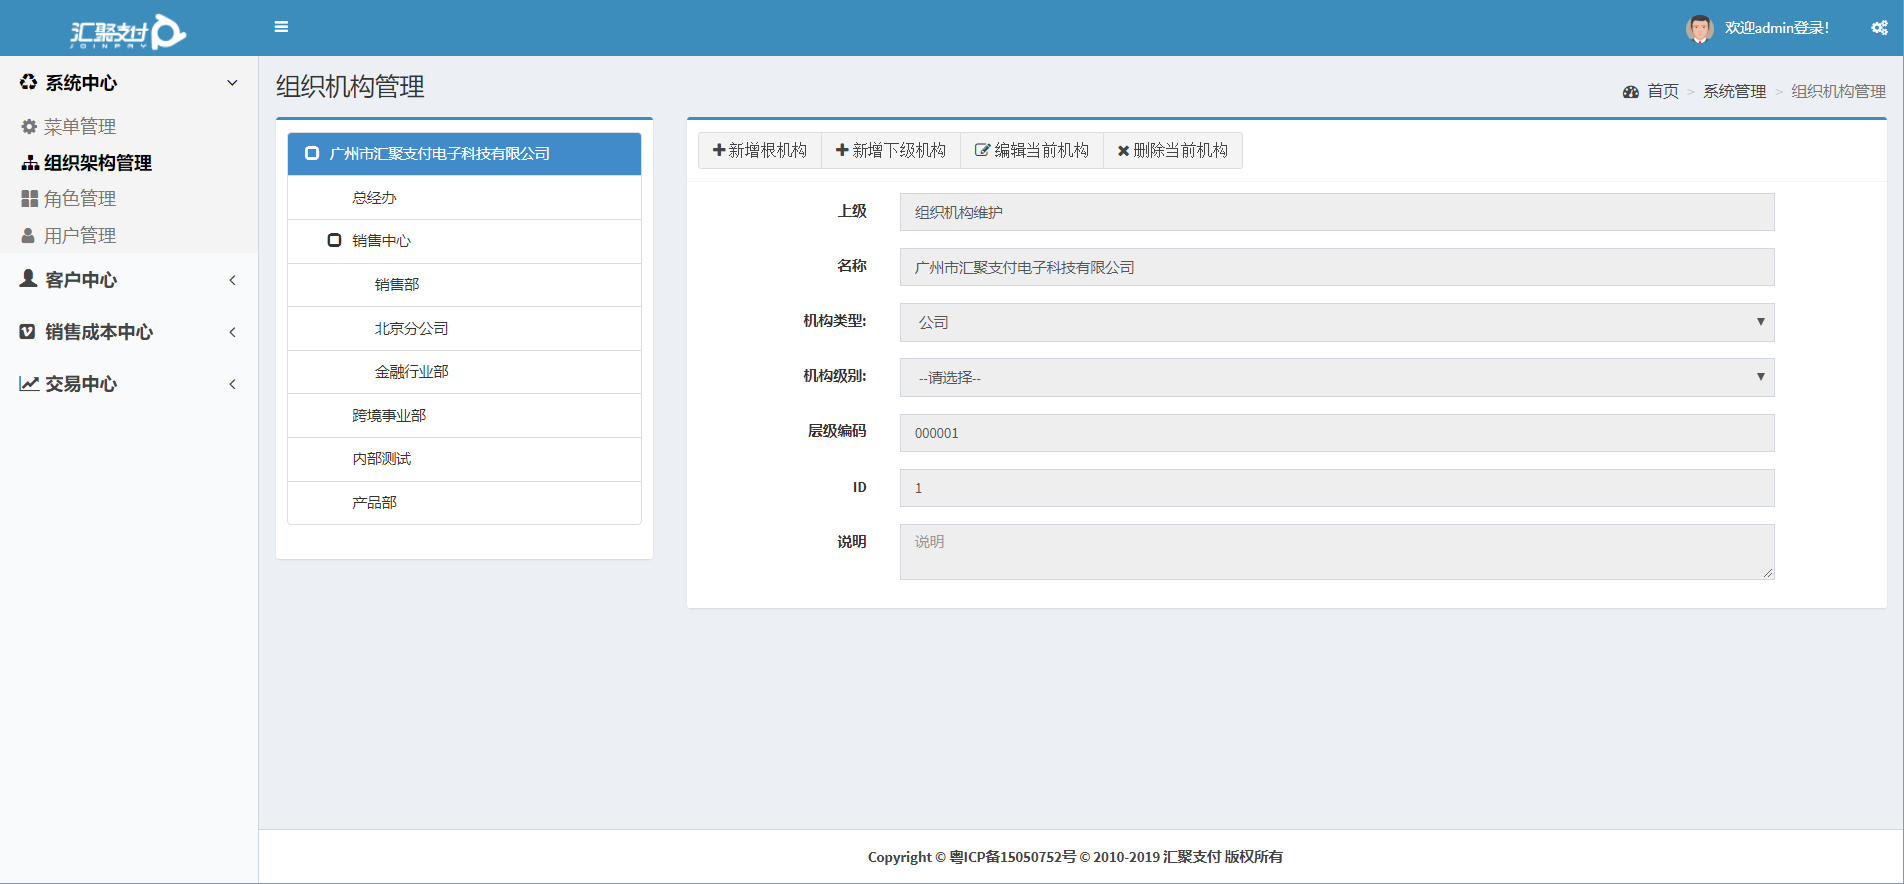 汇聚支付
JOINPAY
欢迎admin登录!
系统中心
菜单管理
组织架构管理
角色管理
用户管理
客户中心
销售成本中心
交易中心
组织机构管理
首页 > 系统管理 > 组织机构管理
广州市汇聚支付电子科技有限公司
总经办
销售中心
销售部
北京分公司
金融行业部
跨境事业部
内部测试
产品部
新增根机构 新增下级机构 编辑当前机构 删除当前机构
上级 组织机构维护
名称 广州市汇聚支付电子科技有限公司
机构类型: 公司
机构级别: --请选择--
层级编码 000001
ID 1
说明 说明
Copyright © 粤ICP备15050752号 © 2010-2019 汇聚支付 版权所有